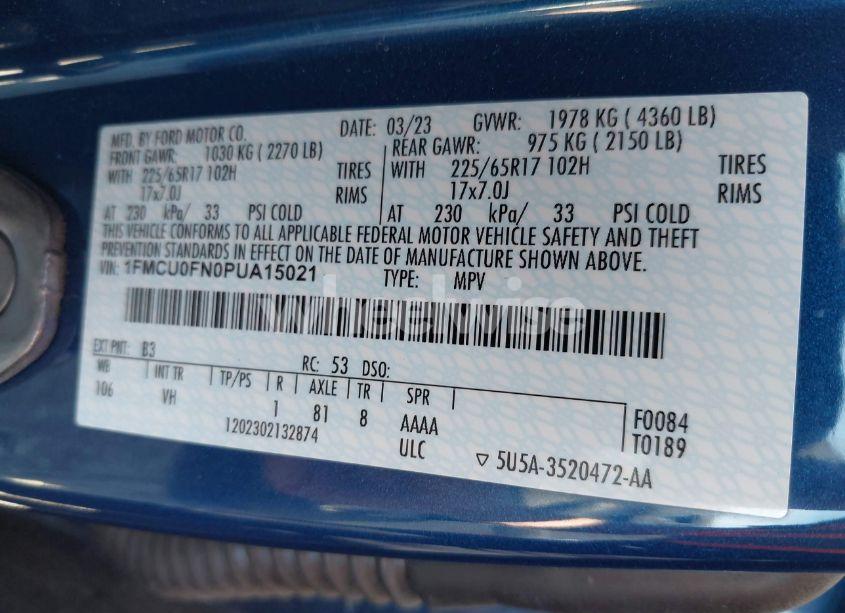 MFD. BY FORD MOTOR CO. DATE: 03/23 GVWR: 1978 KG ( 4360 LB)
FRONT GAWR: 1030 KG ( 2270 LB) REAR GAWR: 975 KG ( 2150 LB)
WITH 225/65R17 102H TIRES WITH 225/65R17 102H TIRES
17x7.0J RIMS 17x7.0J RIMS
AT 230 kPa/ 33 PSI COLD AT 230 kPa/ 33 PSI COLD
THIS VEHICLE CONFORMS TO ALL APPLICABLE FEDERAL MOTOR VEHICLE SAFETY AND THEFT
PREVENTION STANDARDS IN EFFECT ON THE DATE OF MANUFACTURE SHOWN ABOVE.
VIN: 1FMCU0FN0PUA15021 TYPE: MPV
wheelwise
EXT PNT: B3 RC: 53 DSO:
WB INT TR TP/PS R AXLE TR SPR
106 VH 1 81 8 AAAA F0084
1202302132874 ULC T0189
▽ 5U5A-3520472-AA